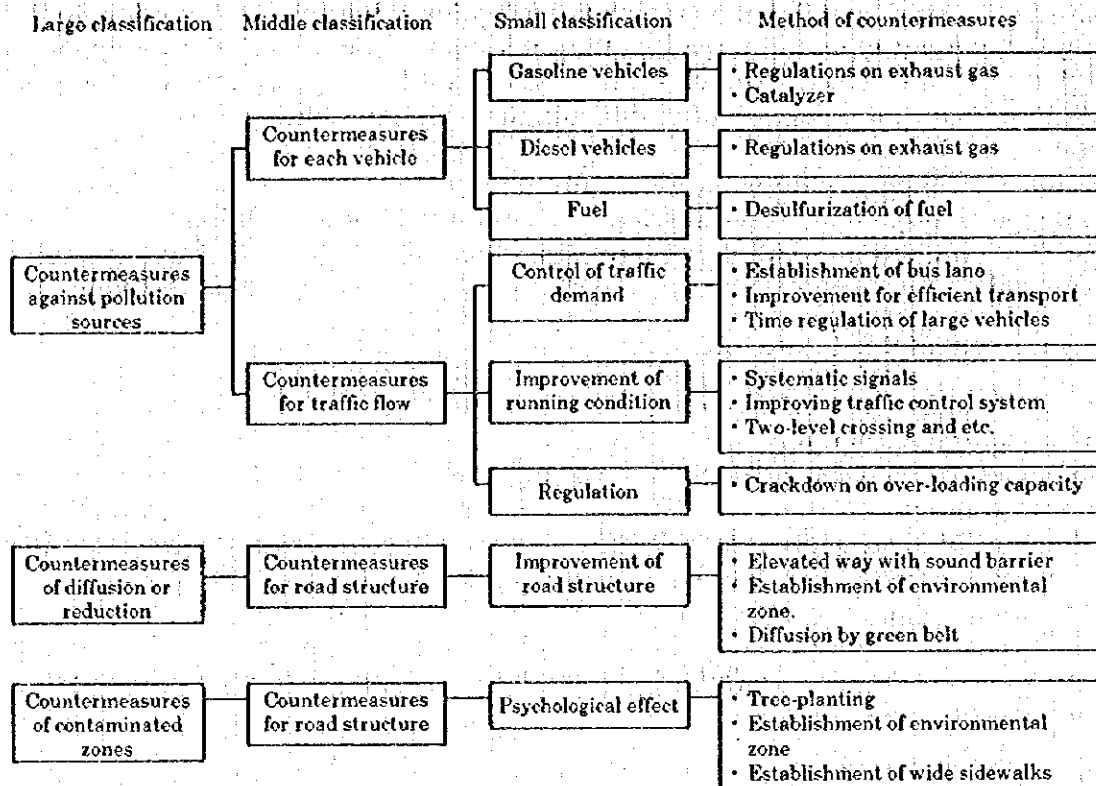 Large classification Middle classification Small classification Method of countermeasures
Gasoline vehicles
・Regulations on exhaust gas
・Catalyzer
Countermeasures
for each vehicle
Diesel vehicles
・Regulations on exhaust gas
Fuel
・Desulfurization of fuel
Countermeasures
against pollution
sources
Control of traffic
demand
・Establishment of bus lane
・Improvement for efficient transport
・Time regulation of large vehicles
Countermeasures
for traffic flow
Improvement of
running condition
・Systematic signals
・Improving traffic control system
・Two-level crossing and etc.
Regulation
・Crackdown on over-loading capacity
Countermeasures
of diffusion or
reduction
Countermeasures
for road structure
Improvement of
road structure
・Elevated way with sound barrier
・Establishment of environmental
zone.
・Diffusion by green belt
Countermeasures
of contaminated
zones
Countermeasures
for road structure
Psychological effect
・Tree-planting
・Establishment of environmental
zone
・Establishment of wide sidewalks